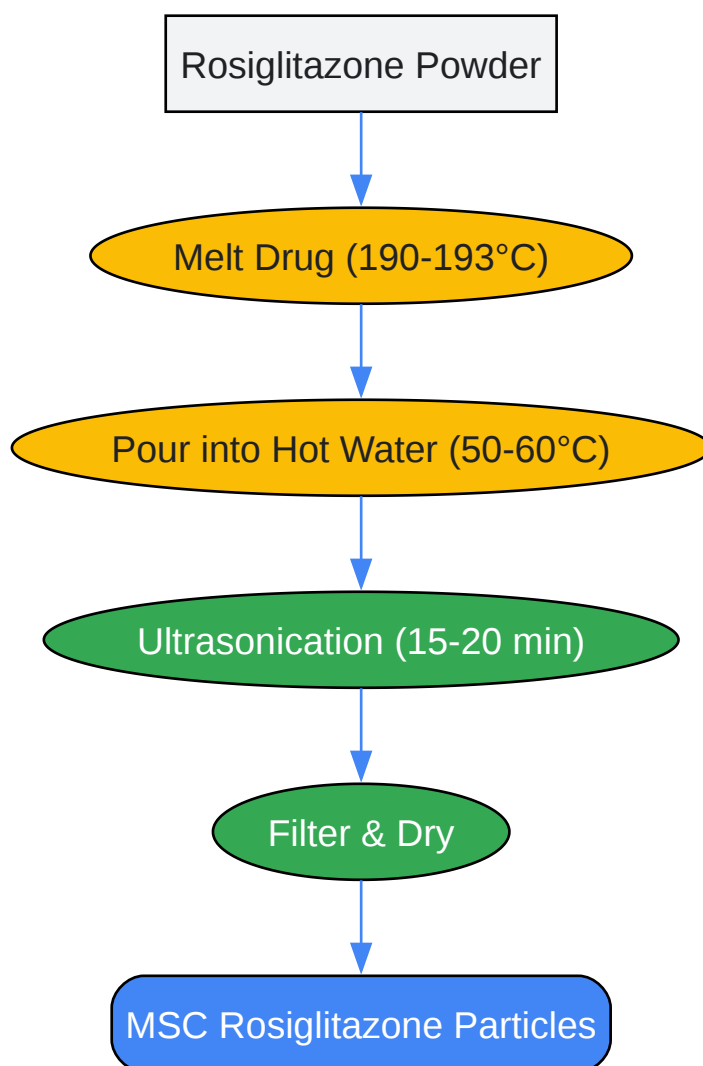 Rosiglitazone Powder
Melt Drug (190-193°C)
Pour into Hot Water (50-60°C)
Ultrasonication (15-20 min)
Filter & Dry
MSC Rosiglitazone Particles